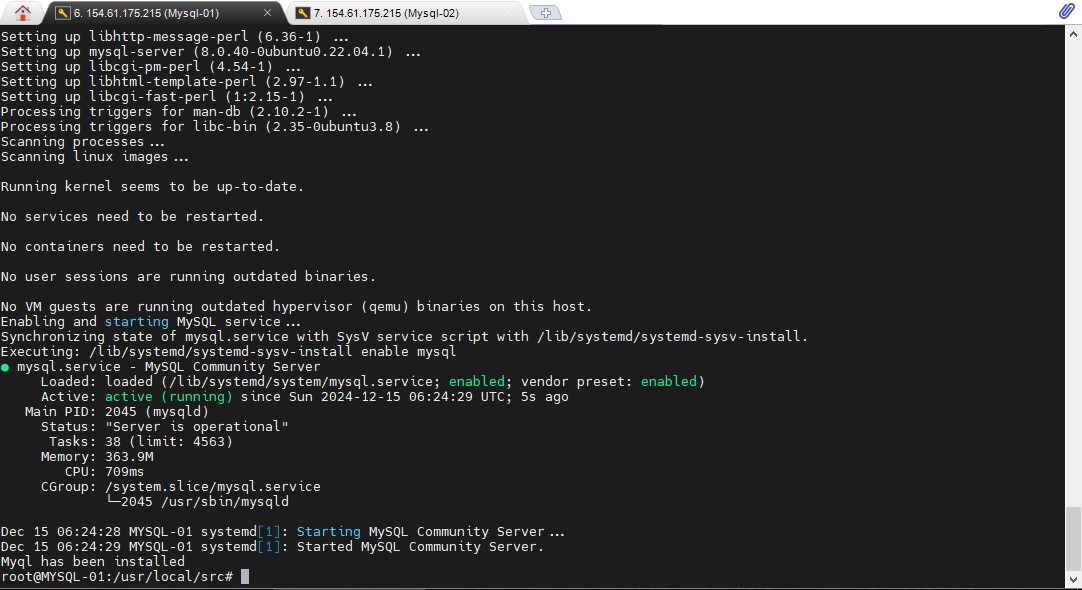 6. 154.61.175.215 (Mysql-01)
7. 154.61.175.215 (Mysql-02)
Setting up libhttp-message-perl (6.36-1) ...
Setting up mysql-server (8.0.40-0ubuntu0.22.04.1) ...
Setting up libcgi-pm-perl (4.54-1) ...
Setting up libhtml-template-perl (2.97-1.1) ...
Setting up libcgi-fast-perl (1:2.15-1) ...
Processing triggers for man-db (2.10.2-1) ...
Processing triggers for libc-bin (2.35-0ubuntu3.8) ...
Scanning processes...
Scanning linux images...
Running kernel seems to be up-to-date.
No services need to be restarted.
No containers need to be restarted.
No user sessions are running outdated binaries.
No VM guests are running outdated hypervisor (qemu) binaries on this host.
Enabling and starting MySQL service...
Synchronizing state of mysql.service with SysV service script with /lib/systemd/systemd-sysv-install.
Executing: /lib/systemd/systemd-sysv-install enable mysql
● mysql.service - MySQL Community Server
Loaded: loaded (/lib/systemd/system/mysql.service; enabled; vendor preset: enabled)
Active: active (running) since Sun 2024-12-15 06:24:29 UTC; 5s ago
Main PID: 2045 (mysqld)
Status: "Server is operational"
Tasks: 38 (limit: 4563)
Memory: 363.9M
CPU: 709ms
CGroup: /system.slice/mysql.service
└─2045 /usr/sbin/mysqld
Dec 15 06:24:28 MYSQL-01 systemd[1]: Starting MySQL Community Server...
Dec 15 06:24:29 MYSQL-01 systemd[1]: Started MySQL Community Server.
Myql has been installed
root@MYSQL-01:/usr/local/src#